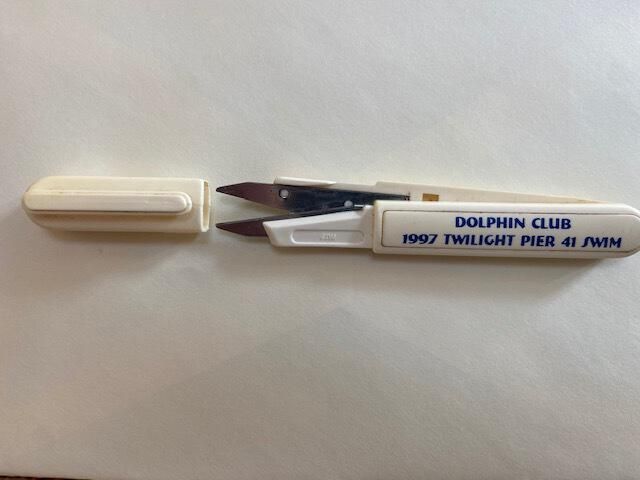 DOLPHIN CLUB
1997 TWILIGHT PIER 41 SWIM